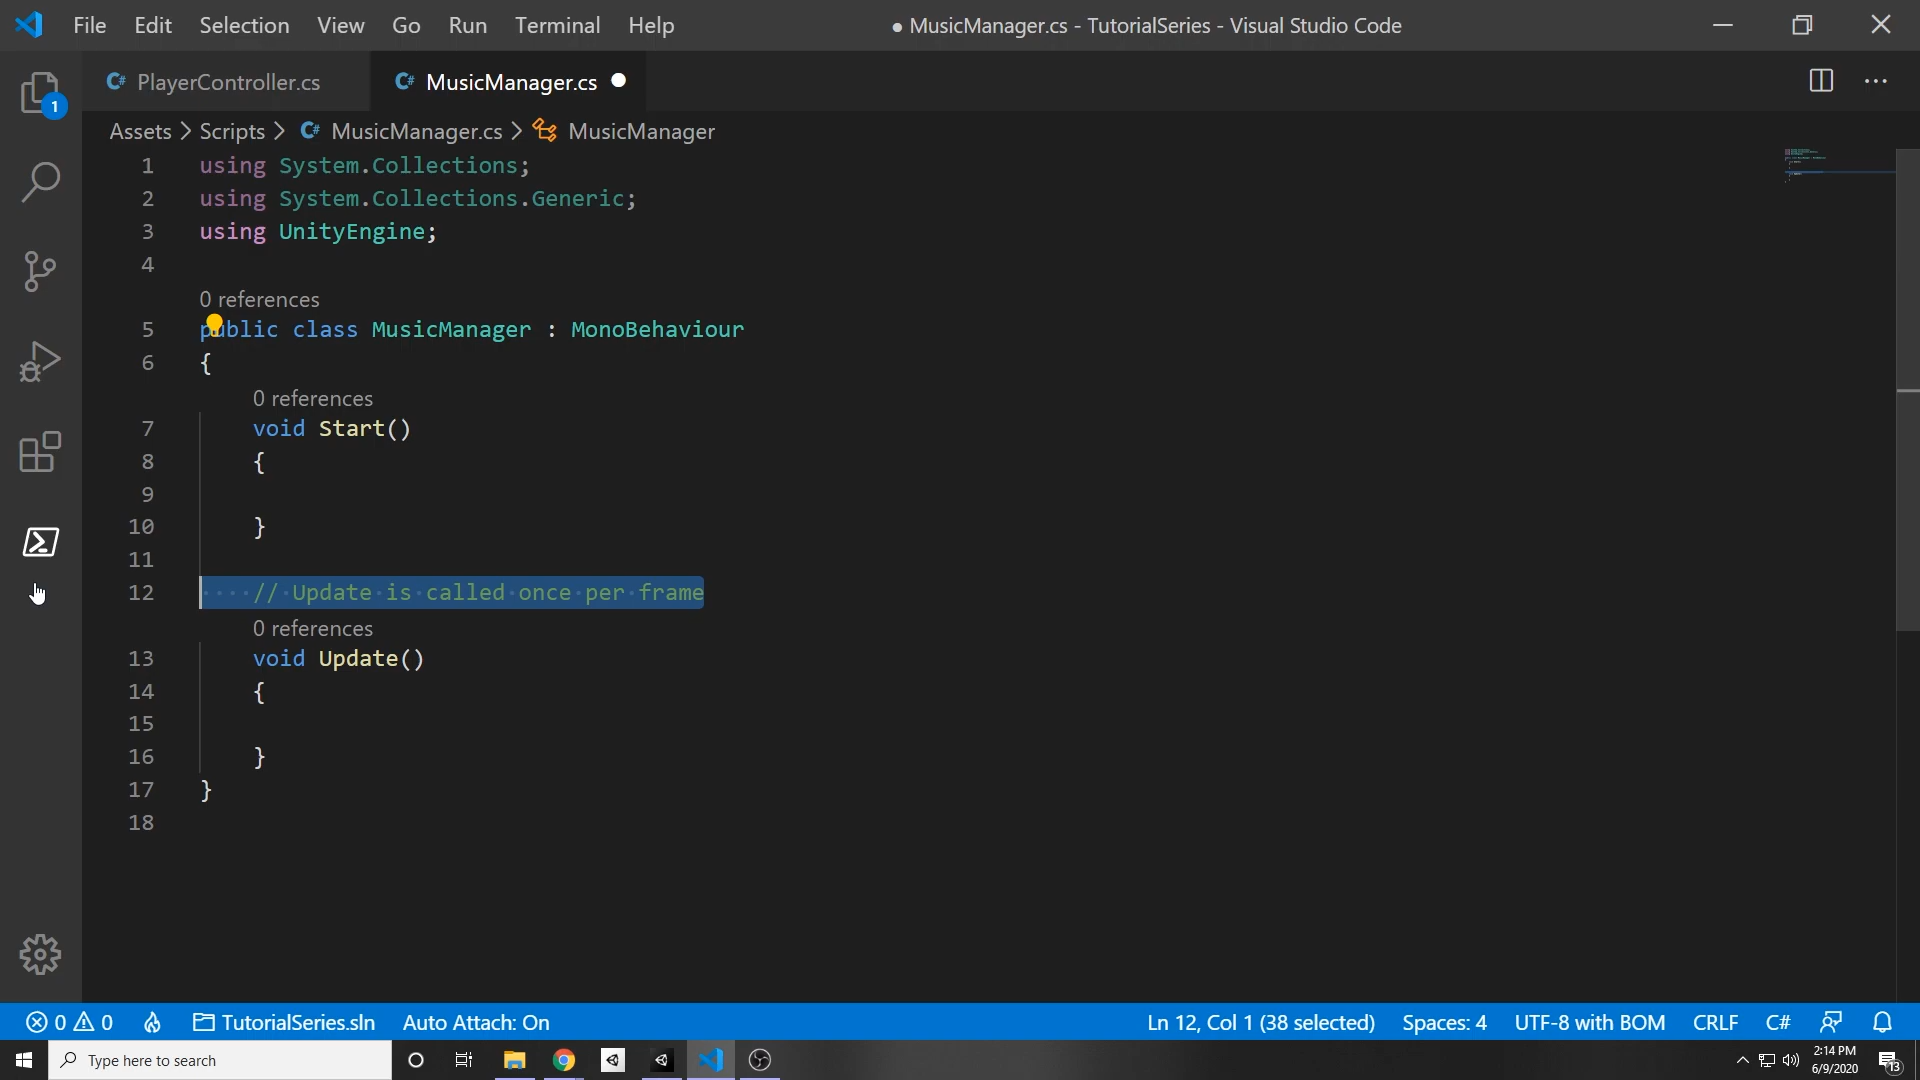 File Edit Selection View Go Run Terminal Help ● MusicManager.cs - TutorialSeries - Visual Studio Code
C# PlayerController.cs C# MusicManager.cs
1
Assets > Scripts > C# MusicManager.cs > MusicManager
1 using System.Collections;
2 using System.Collections.Generic;
3 using UnityEngine;
4
0 references
5 public class MusicManager : MonoBehaviour
6 {
0 references
7 void Start()
8 {
9
10 }
11
12 // Update is called once per frame
0 references
13 void Update()
14 {
15
16 }
17 }
18
0 0 TutorialSeries.sln Auto Attach: On Ln 12, Col 1 (38 selected) Spaces: 4 UTF-8 with BOM CRLF C#
Type here to search 2:14 PM
6/9/2020 13